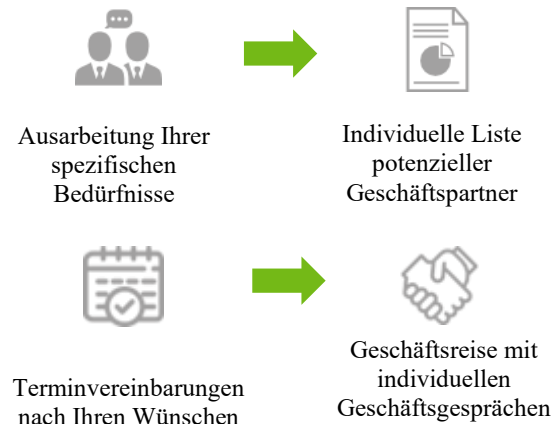 Ausarbeitung Ihrer
spezifischen
Bedürfnisse
Individuelle Liste
potenzieller
Geschäftspartner
Terminvereinbarungen
nach Ihren Wünschen
Geschäftsreise mit
individuellen
Geschäftsgesprächen